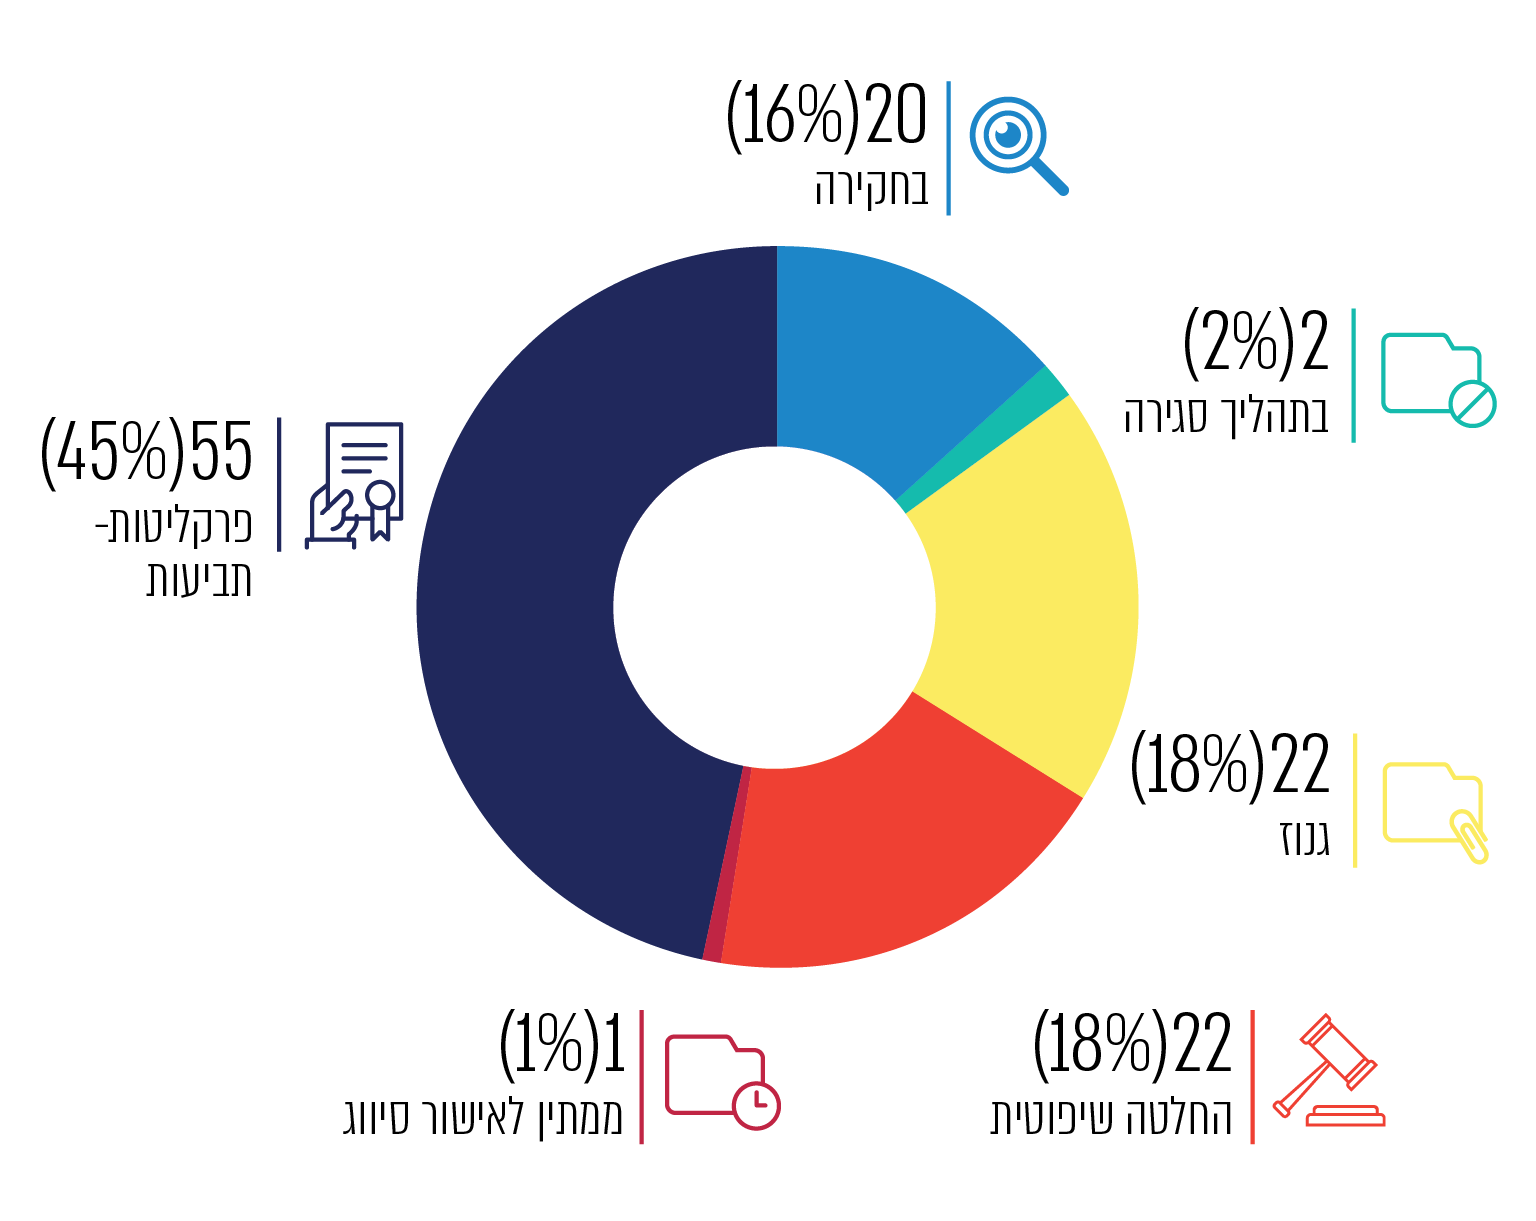 20(16%)
בחקירה
2(2%)
בתהליך סגירה
55(45%)
פרקליטות-
תביעות
22(18%)
גנוז
22(18%)
החלטה שיפוטית
1(1%)
ממתין לאישור סיווג